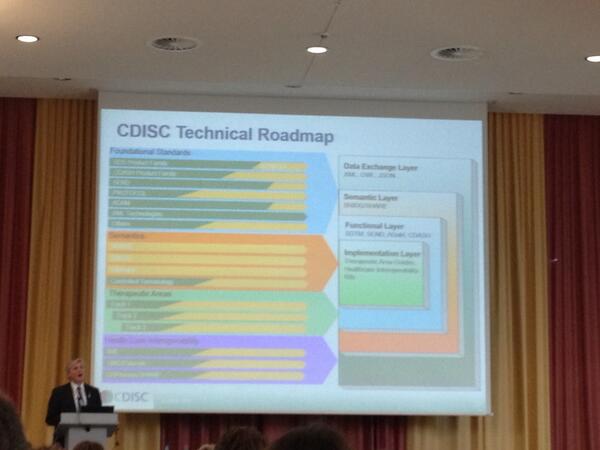 CDISC Technical Roadmap
Foundational Standards
SDS Product Family
CDASH Product Family
SEND
PROTOCOL
ADaM
XML Technologies
Others
Semantics
Controlled Terminology
Therapeutic Areas
Track 1
Track 2
Track 3
Health Care Interoperability
Data Exchange Layer
XML, OWL, JSON
Semantic Layer
BRIDG/SHARE
Functional Layer
SDTM, SEND, ADaM, CDASH
Implementation Layer
Therapeutic Area Guides,
Healthcare Interoperability
CDISC